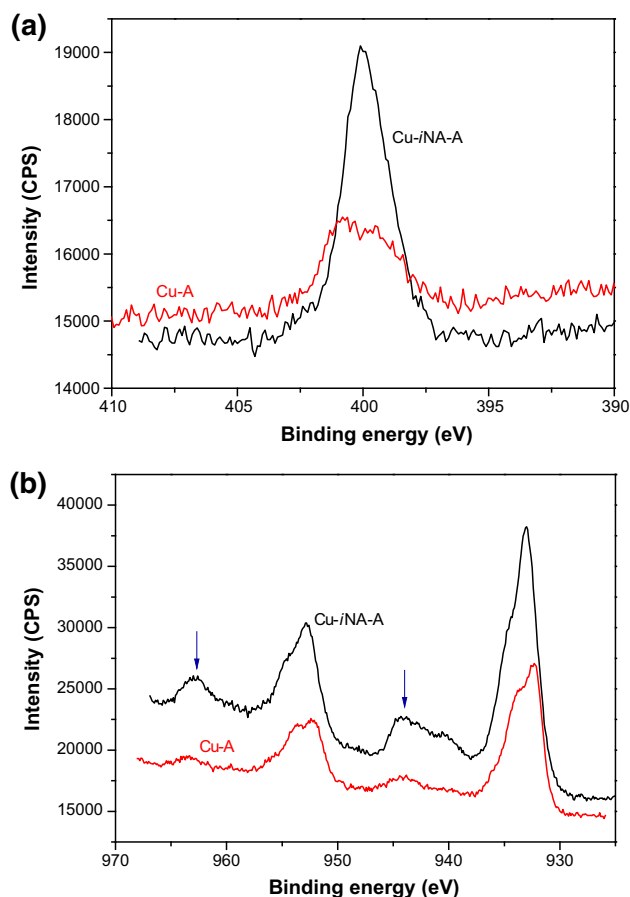 (a)
19000
18000
17000
16000
15000
14000
Intensity (CPS)
Cu-iNA-A
Cu-A
410 405 400 395 390
Binding energy (eV)
(b)
40000
35000
30000
25000
20000
15000
Intensity (CPS)
Cu-iNA-A
Cu-A
970 960 950 940 930
Binding energy (eV)